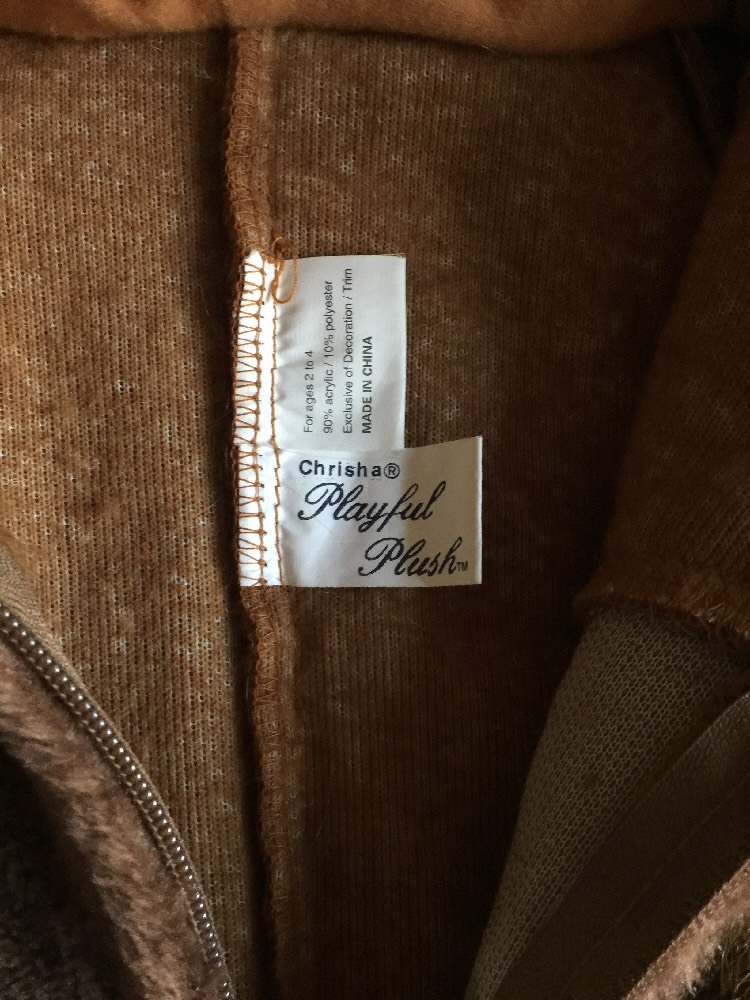 For ages 2 to 4
90% acrylic / 10% polyester
Exclusive of Decoration / Trim
MADE IN CHINA
Chrisha®
Playful
Plush™